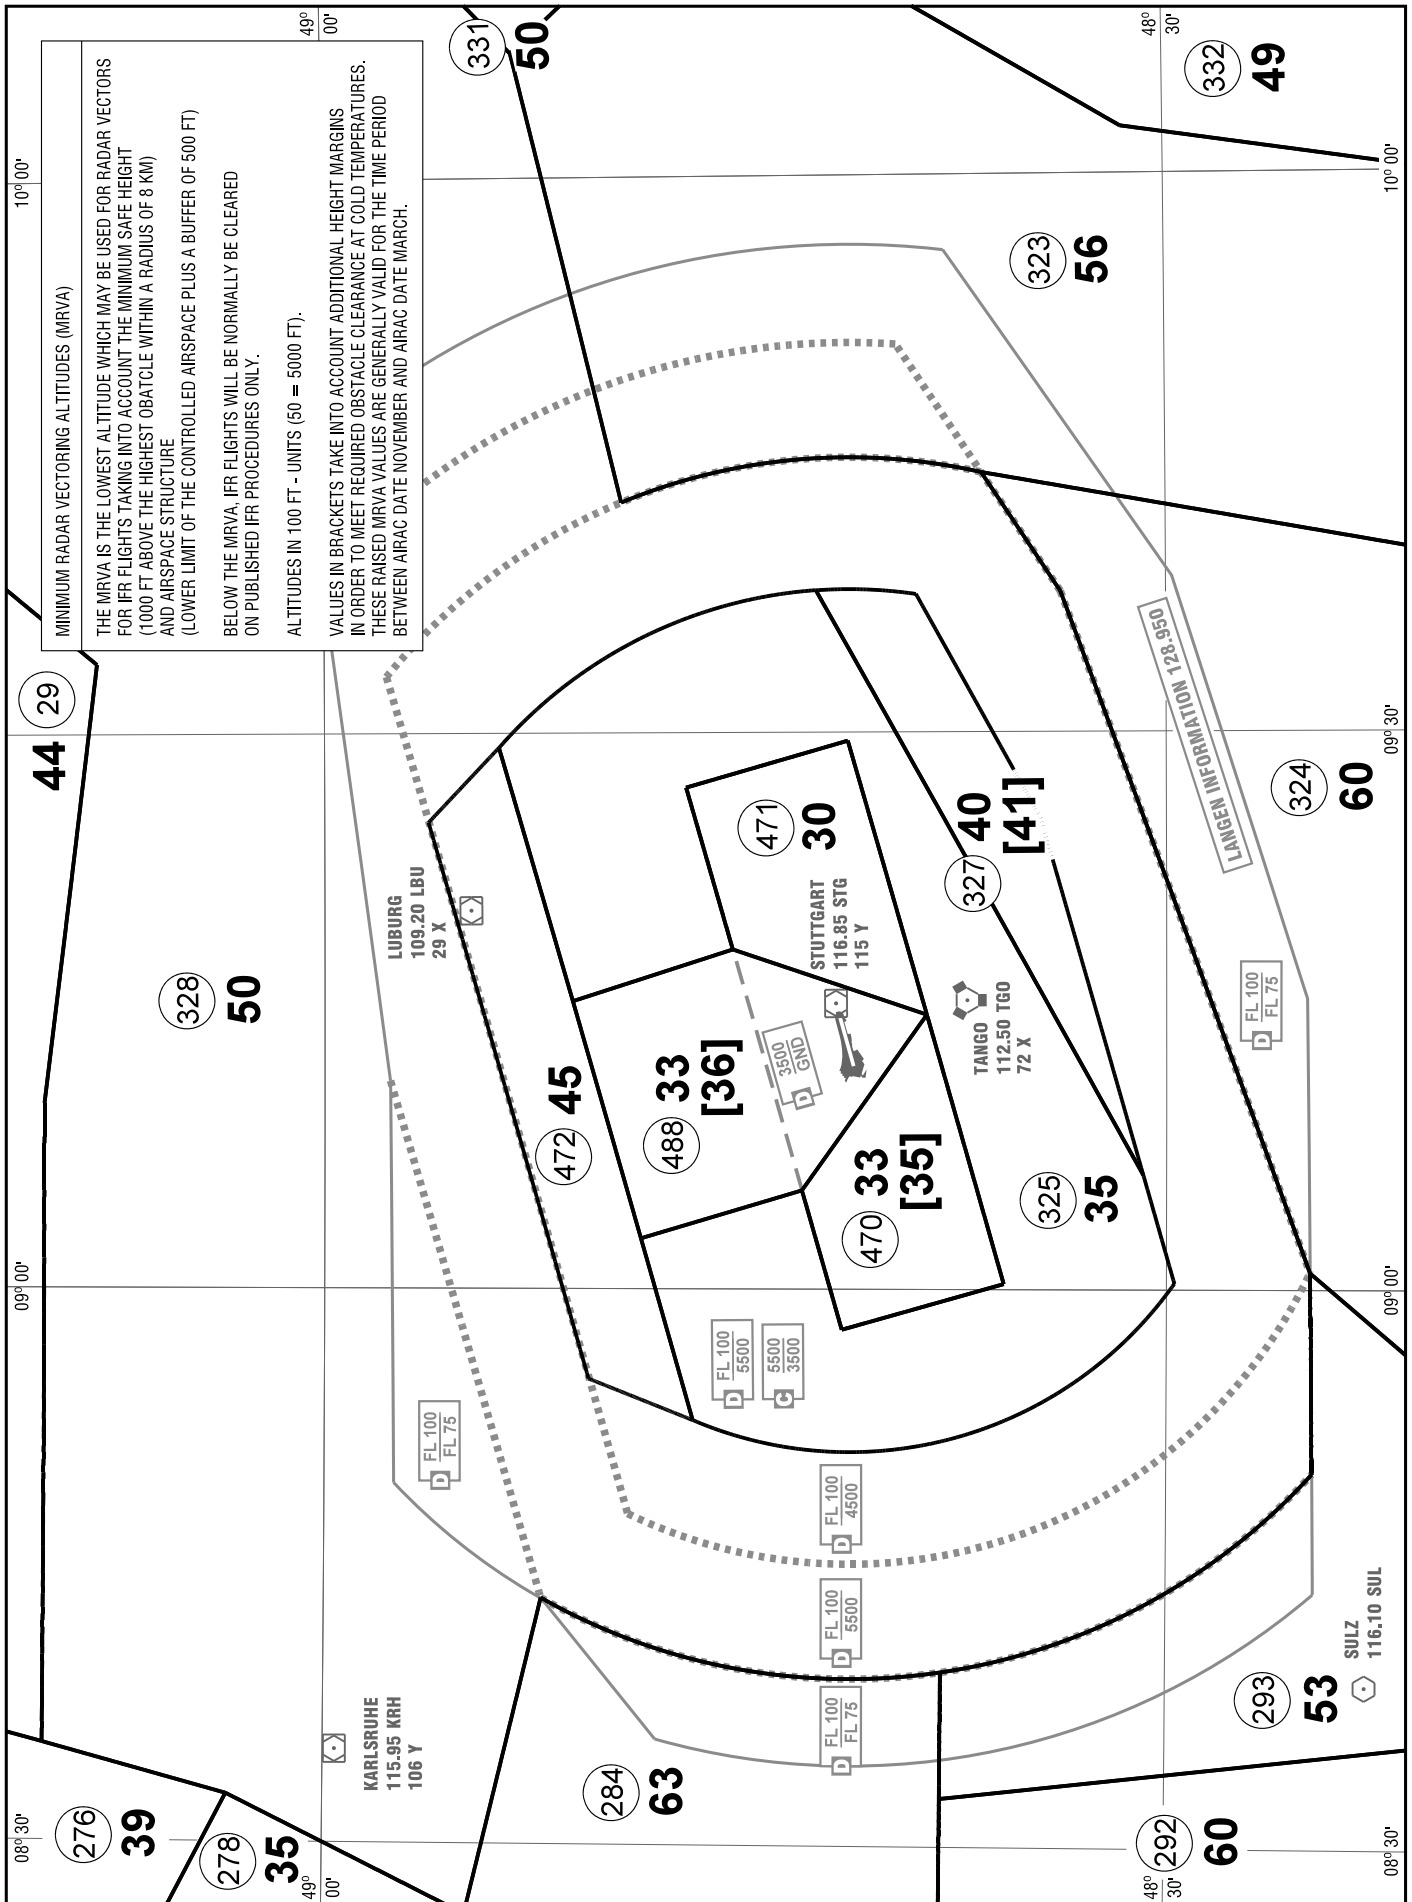 MINIMUM RADAR VECTORING ALTITUDES (MRVA)
THE MRVA IS THE LOWEST ALTITUDE WHICH MAY BE USED FOR RADAR VECTORS
FOR IFR FLIGHTS TAKING INTO ACCOUNT THE MINIMUM SAFE HEIGHT
(1000 FT ABOVE THE HIGHEST OBATCLE WITHIN A RADIUS OF 8 KM)
AND AIRSPACE STRUCTURE
(LOWER LIMIT OF THE CONTROLLED AIRSPACE PLUS A BUFFER OF 500 FT)
BELOW THE MRVA, IFR FLIGHTS WILL BE NORMALLY BE CLEARED
ON PUBLISHED IFR PROCEDURES ONLY.
ALTITUDES IN 100 FT - UNITS (50 = 5000 FT).
VALUES IN BRACKETS TAKE INTO ACCOUNT ADDITIONAL HEIGHT MARGINS
IN ORDER TO MEET REQUIRED OBSTACLE CLEARANCE AT COLD TEMPERATURES.
THESE RAISED MRVA VALUES ARE GENERALLY VALID FOR THE TIME PERIOD
BETWEEN AIRAC DATE NOVEMBER AND AIRAC DATE MARCH.
08° 30'
09° 00'
10° 00'
276
39
278
35
44
29
328
50
49°
00'
49°
00'
331
50
KARLSRUHE
115.95 KRH
106 Y
LUBURG
109.20 LBU
29 X
D
FL 100
FL 75
472
45
284
63
488
33
[36]
471
30
D
FL 100
5500
C
5500
3500
D
3500
GND
STUTTGART
116.85 STG
115 Y
D
FL 100
FL 75
D
FL 100
5500
D
FL 100
4500
470
33
[35]
327
40
[41]
TANGO
112.50 TGO
72 X
325
35
323
56
48°
30'
48°
30'
292
60
293
53
332
49
LANGEN INFORMATION 128.950
D
FL 100
FL 75
324
60
SULZ
116.10 SUL
08° 30'
09° 00'
09° 30'
10° 00'